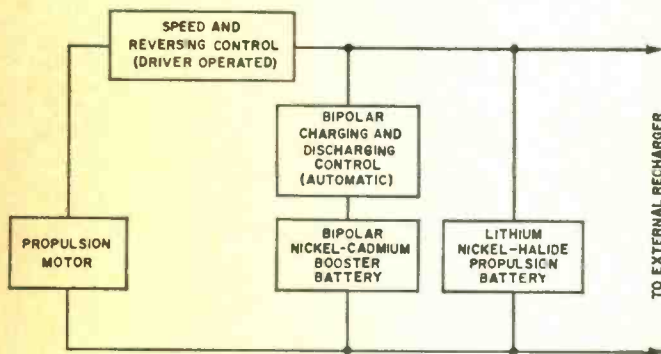 SPEED AND
REVERSING CONTROL
(DRIVER OPERATED)
BIPOLAR
CHARGING AND
DISCHARGING
CONTROL
(AUTOMATIC)
PROPULSION
MOTOR
BIPOLAR
NICKEL-CADMIUM
BOOSTER
BATTERY
LITHIUM
NICKEL-HALIDE
PROPULSION
BATTERY
TO EXTERNAL RECHARGER